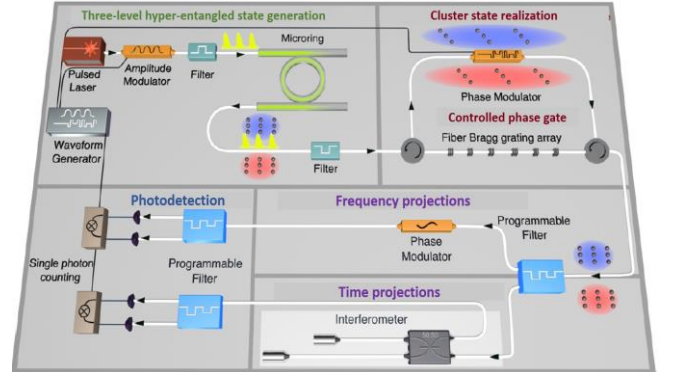 Three-level hyper-entangled state generation
Cluster state realization
Microring
Pulsed
Laser
Amplitude
Modulator
Filter
Phase Modulator
Controlled phase gate
Fiber Bragg grating array
Waveform
Generator
Filter
Photodetection
Frequency projections
Programmable
Filter
Phase
Modulator
Single photon
counting
Programmable
Filter
Time projections
Interferometer
50:50